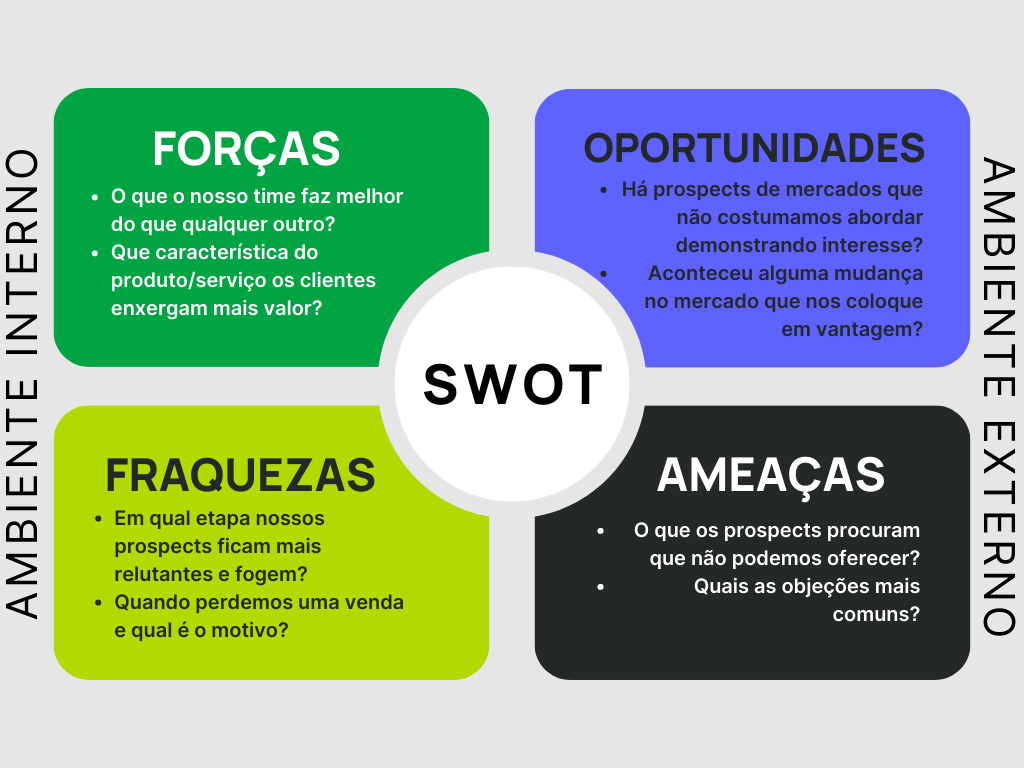 AMBIENTE INTERNO
FORÇAS
• O que o nosso time faz melhor
do que qualquer outro?
• Que característica do
produto/serviço os clientes
enxergam mais valor?
OPORTUNIDADES
• Há prospects de mercados que
não costumamos abordar
demonstrando interesse?
• Aconteceu alguma mudança
no mercado que nos coloque
em vantagem?
SWOT
FRAQUEZAS
• Em qual etapa nossos
prospects ficam mais
relutantes e fogem?
• Quando perdemos uma venda
e qual é o motivo?
AMEAÇAS
• O que os prospects procuram
que não podemos oferecer?
• Quais as objeções mais
comuns?
AMBIENTE EXTERNO